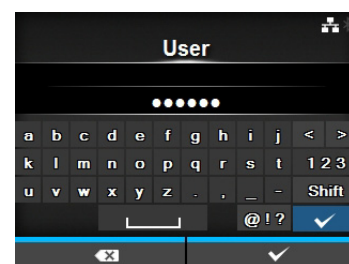 User
••••••
a b c d e f g h i j < >
k l m n o p q r s t 123
u v w x y z . , _ - Shift
@!?